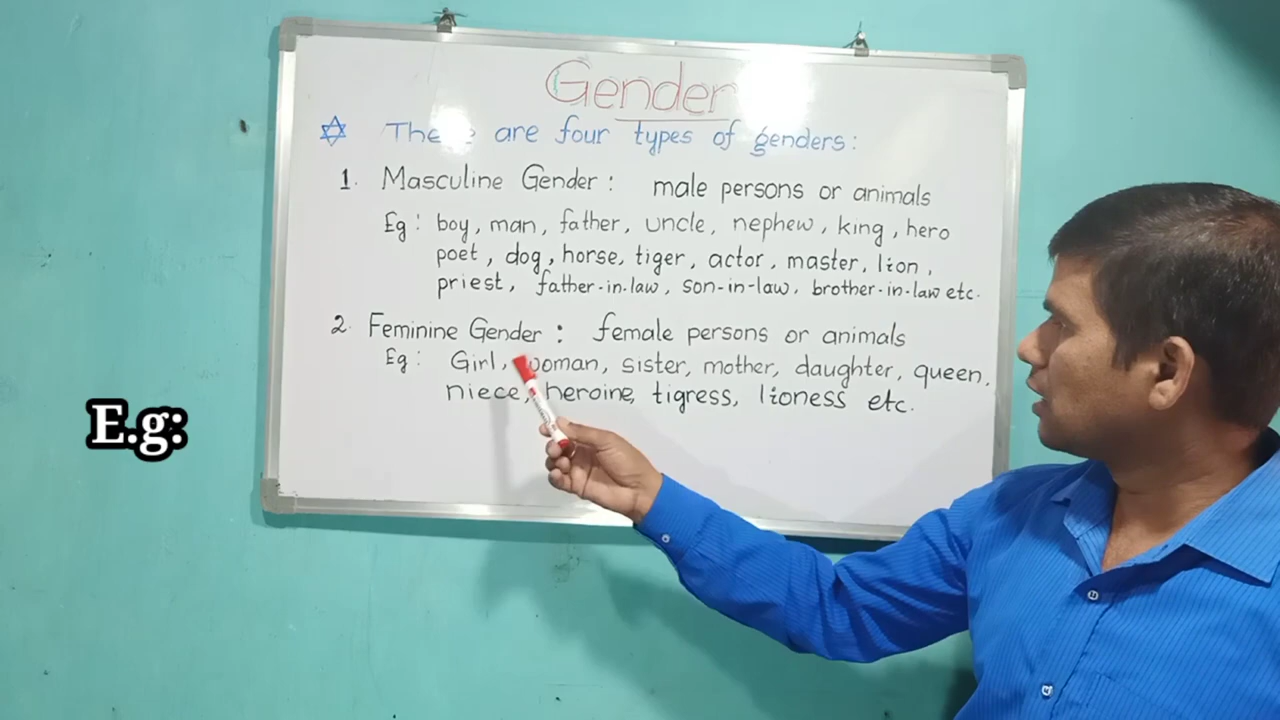 Gender
There are four types of genders:
1. Masculine Gender: male persons or animals
Eg: boy, man, father, uncle, nephew, king, hero
poet, dog, horse, tiger, actor, master, lion,
priest, father-in-law, son-in-law, brother-in-law etc.
2. Feminine Gender: female persons or animals
Eg: Girl, woman, sister, mother, daughter, queen,
niece, heroine, tigress, lioness etc.
E.g: